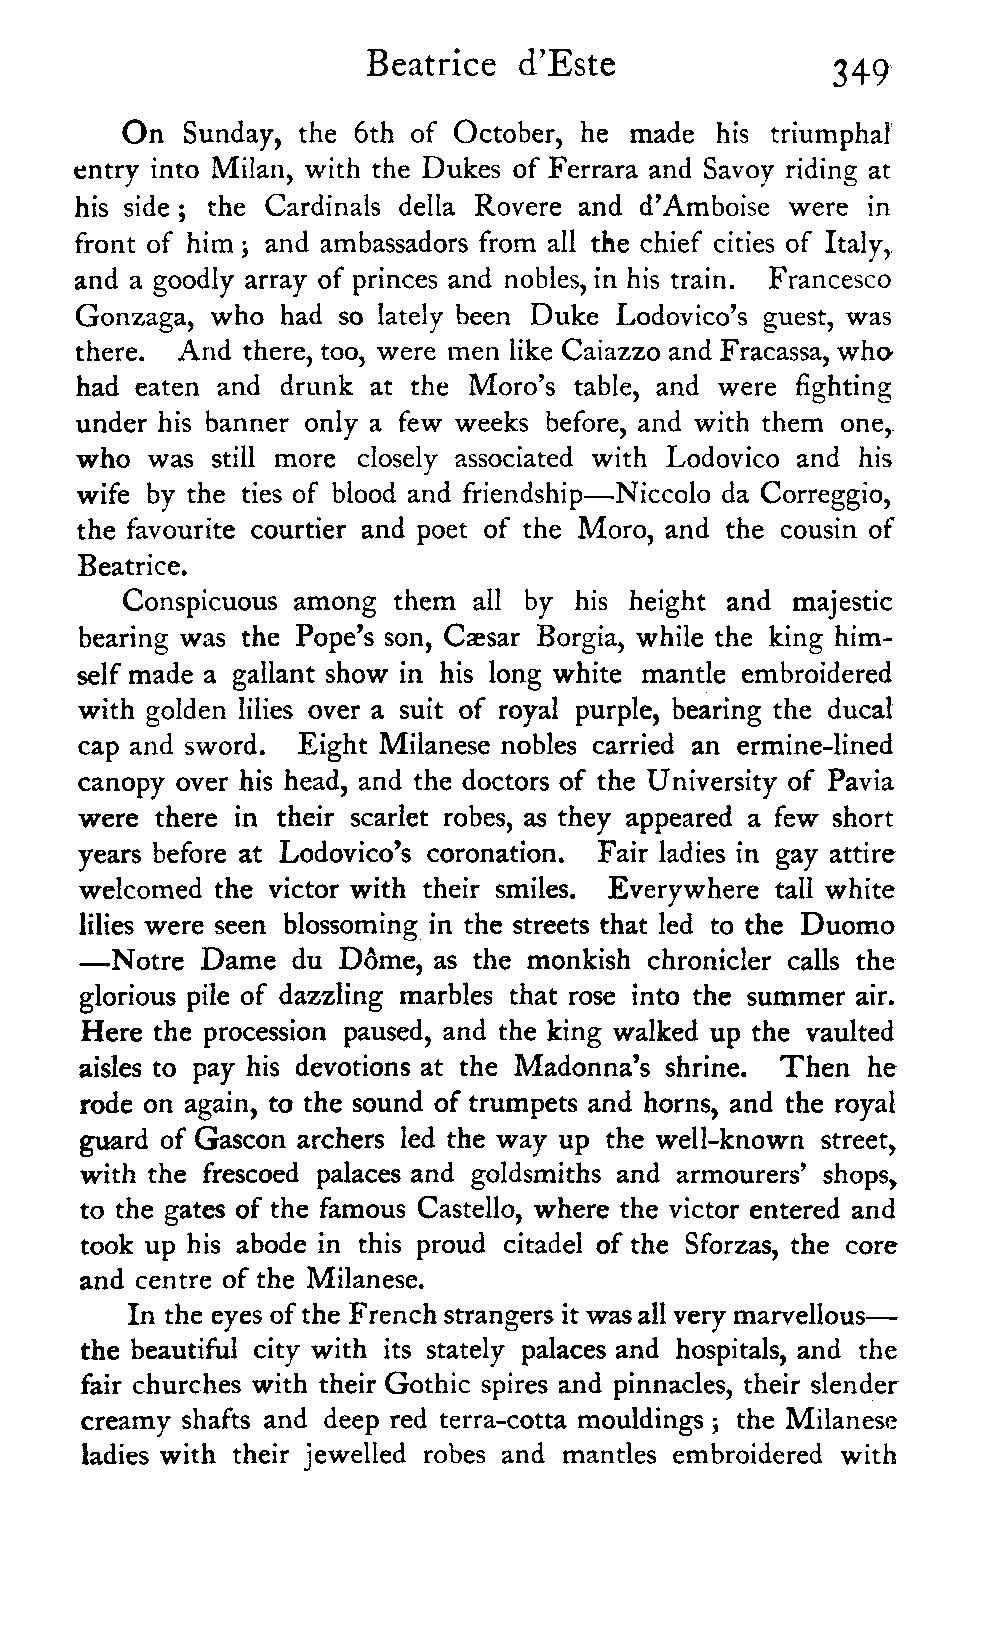 Beatrice d'Este 349
On Sunday, the 6th of October, he made his triumphal
entry into Milan, with the Dukes of Ferrara and Savoy riding at
his side ; the Cardinals della Rovere and d'Amboise were in
front of him ; and ambassadors from all the chief cities of Italy,
and a goodly array of princes and nobles, in his train. Francesco
Gonzaga, who had so lately been Duke Lodovico's guest, was
there. And there, too, were men like Caiazzo and Fracassa, who
had eaten and drunk at the Moro's table, and were fighting
under his banner only a few weeks before, and with them one,
who was still more closely associated with Lodovico and his
wife by the ties of blood and friendship—Niccolo da Correggio,
the favourite courtier and poet of the Moro, and the cousin of
Beatrice.
Conspicuous among them all by his height and majestic
bearing was the Pope's son, Cæsar Borgia, while the king him-
self made a gallant show in his long white mantle embroidered
with golden lilies over a suit of royal purple, bearing the ducal
cap and sword. Eight Milanese nobles carried an ermine-lined
canopy over his head, and the doctors of the University of Pavia
were there in their scarlet robes, as they appeared a few short
years before at Lodovico's coronation. Fair ladies in gay attire
welcomed the victor with their smiles. Everywhere tall white
lilies were seen blossoming in the streets that led to the Duomo
—Notre Dame du Dôme, as the monkish chronicler calls the
glorious pile of dazzling marbles that rose into the summer air.
Here the procession paused, and the king walked up the vaulted
aisles to pay his devotions at the Madonna's shrine. Then he
rode on again, to the sound of trumpets and horns, and the royal
guard of Gascon archers led the way up the well-known street,
with the frescoed palaces and goldsmiths and armourers' shops,
to the gates of the famous Castello, where the victor entered and
took up his abode in this proud citadel of the Sforzas, the core
and centre of the Milanese.
In the eyes of the French strangers it was all very marvellous—
the beautiful city with its stately palaces and hospitals, and the
fair churches with their Gothic spires and pinnacles, their slender
creamy shafts and deep red terra-cotta mouldings ; the Milanese
ladies with their jewelled robes and mantles embroidered with